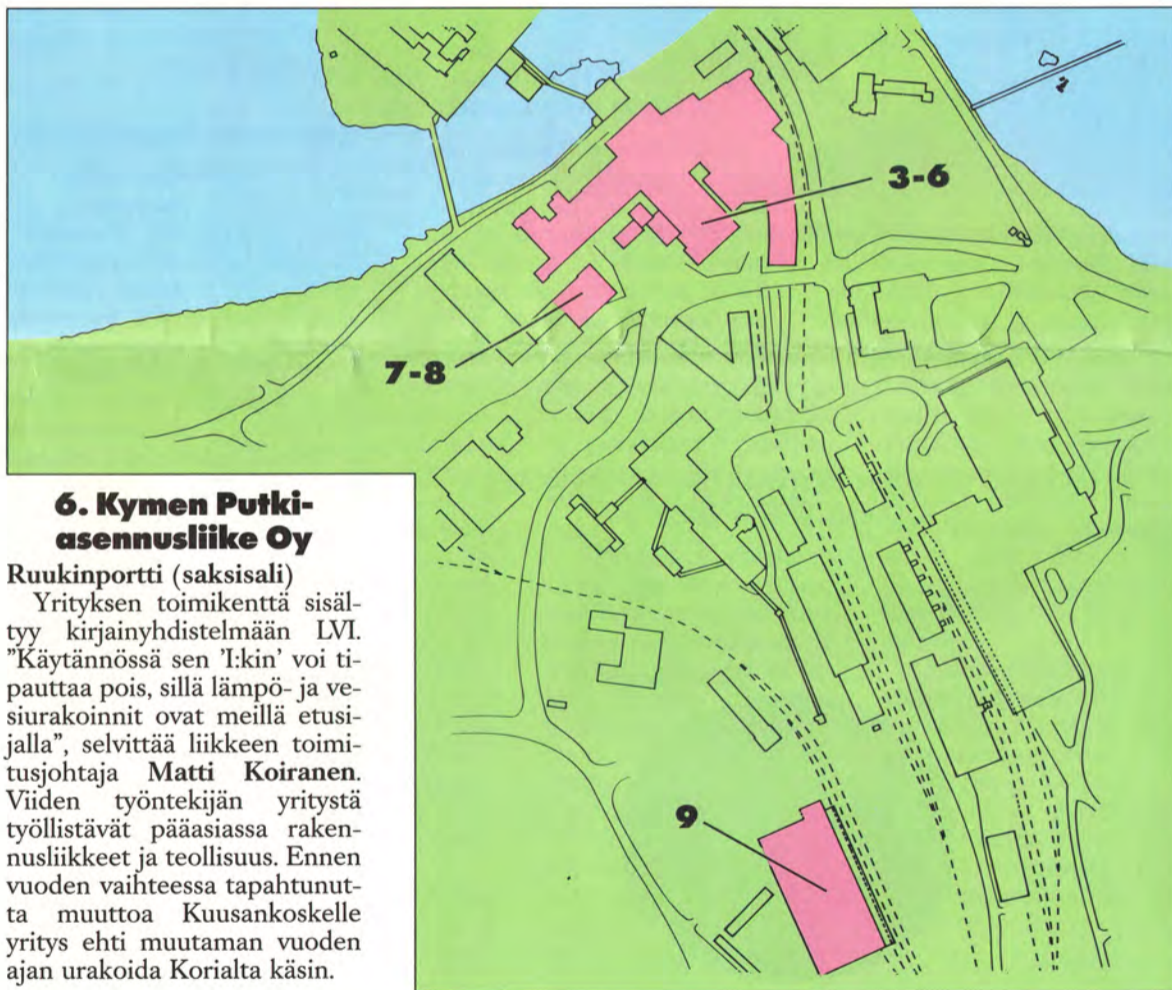 3-6
7-8
9
6. Kymen Putki-
asennusliike Oy
Ruukinportti (saksisali)
Yrityksen toimikenttä sisäl-
tyy kirjainyhdistelmään LVI.
"Käytännössä sen 'I:kin' voi ti-
pauttaa pois, sillä lämpö- ja ve-
siurakoinnit ovat meillä etusi-
jalla", selvittää liikkeen toimi-
tusjohtaja Matti Koiranen.
Viiden työntekijän yritystä
työllistävät pääasiassa raken-
nusliikkeet ja teollisuus. Ennen
vuoden vaihteessa tapahtunut-
ta muuttoa Kuusankoskelle
yritys ehti muutaman vuoden
ajan urakoida Korialta käsin.